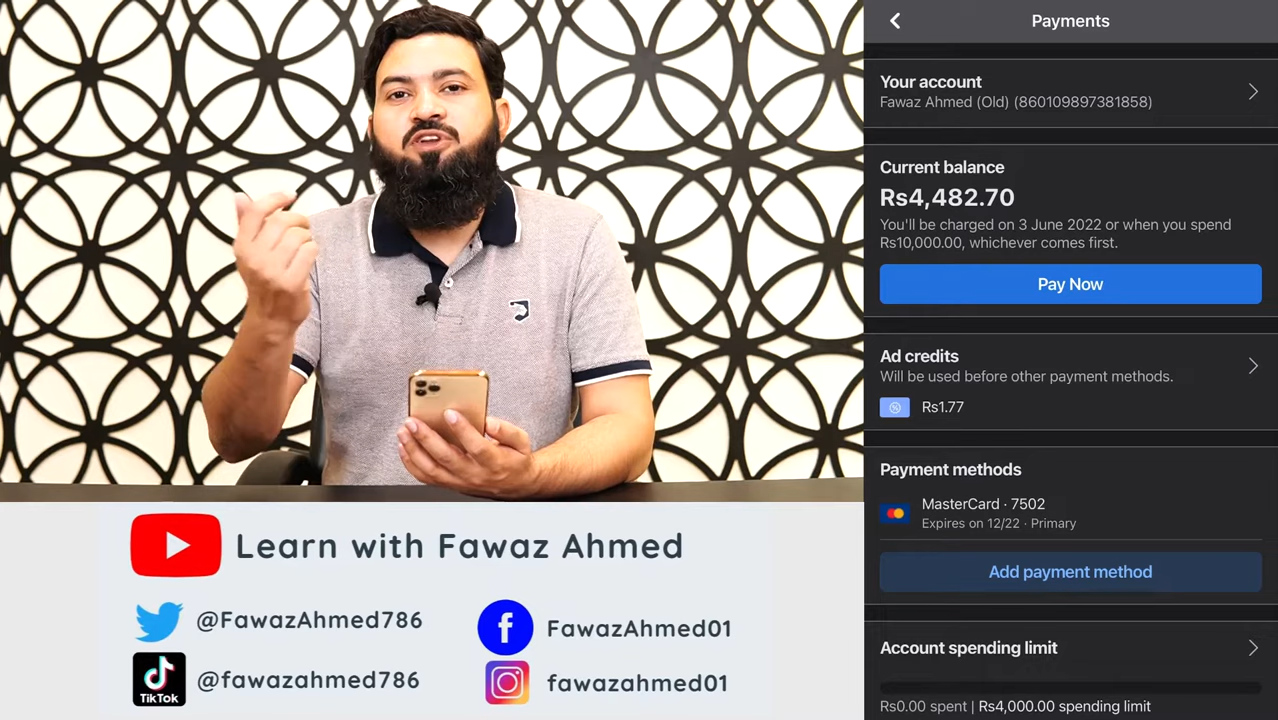 Payments
Your account
Fawaz Ahmed (Old) (860109897381858)
Current balance
Rs4,482.70
You'll be charged on 3 June 2022 or when you spend
Rs10,000.00, whichever comes first.
Pay Now
Ad credits
Will be used before other payment methods.
Rs1.77
Payment methods
MasterCard · 7502
Expires on 12/22 · Primary
Add payment method
Account spending limit
Rs0.00 spent | Rs4,000.00 spending limit
Learn with Fawaz Ahmed
@FawazAhmed786
FawazAhmed01
TikTok
@fawazahmed786
fawazahmed01